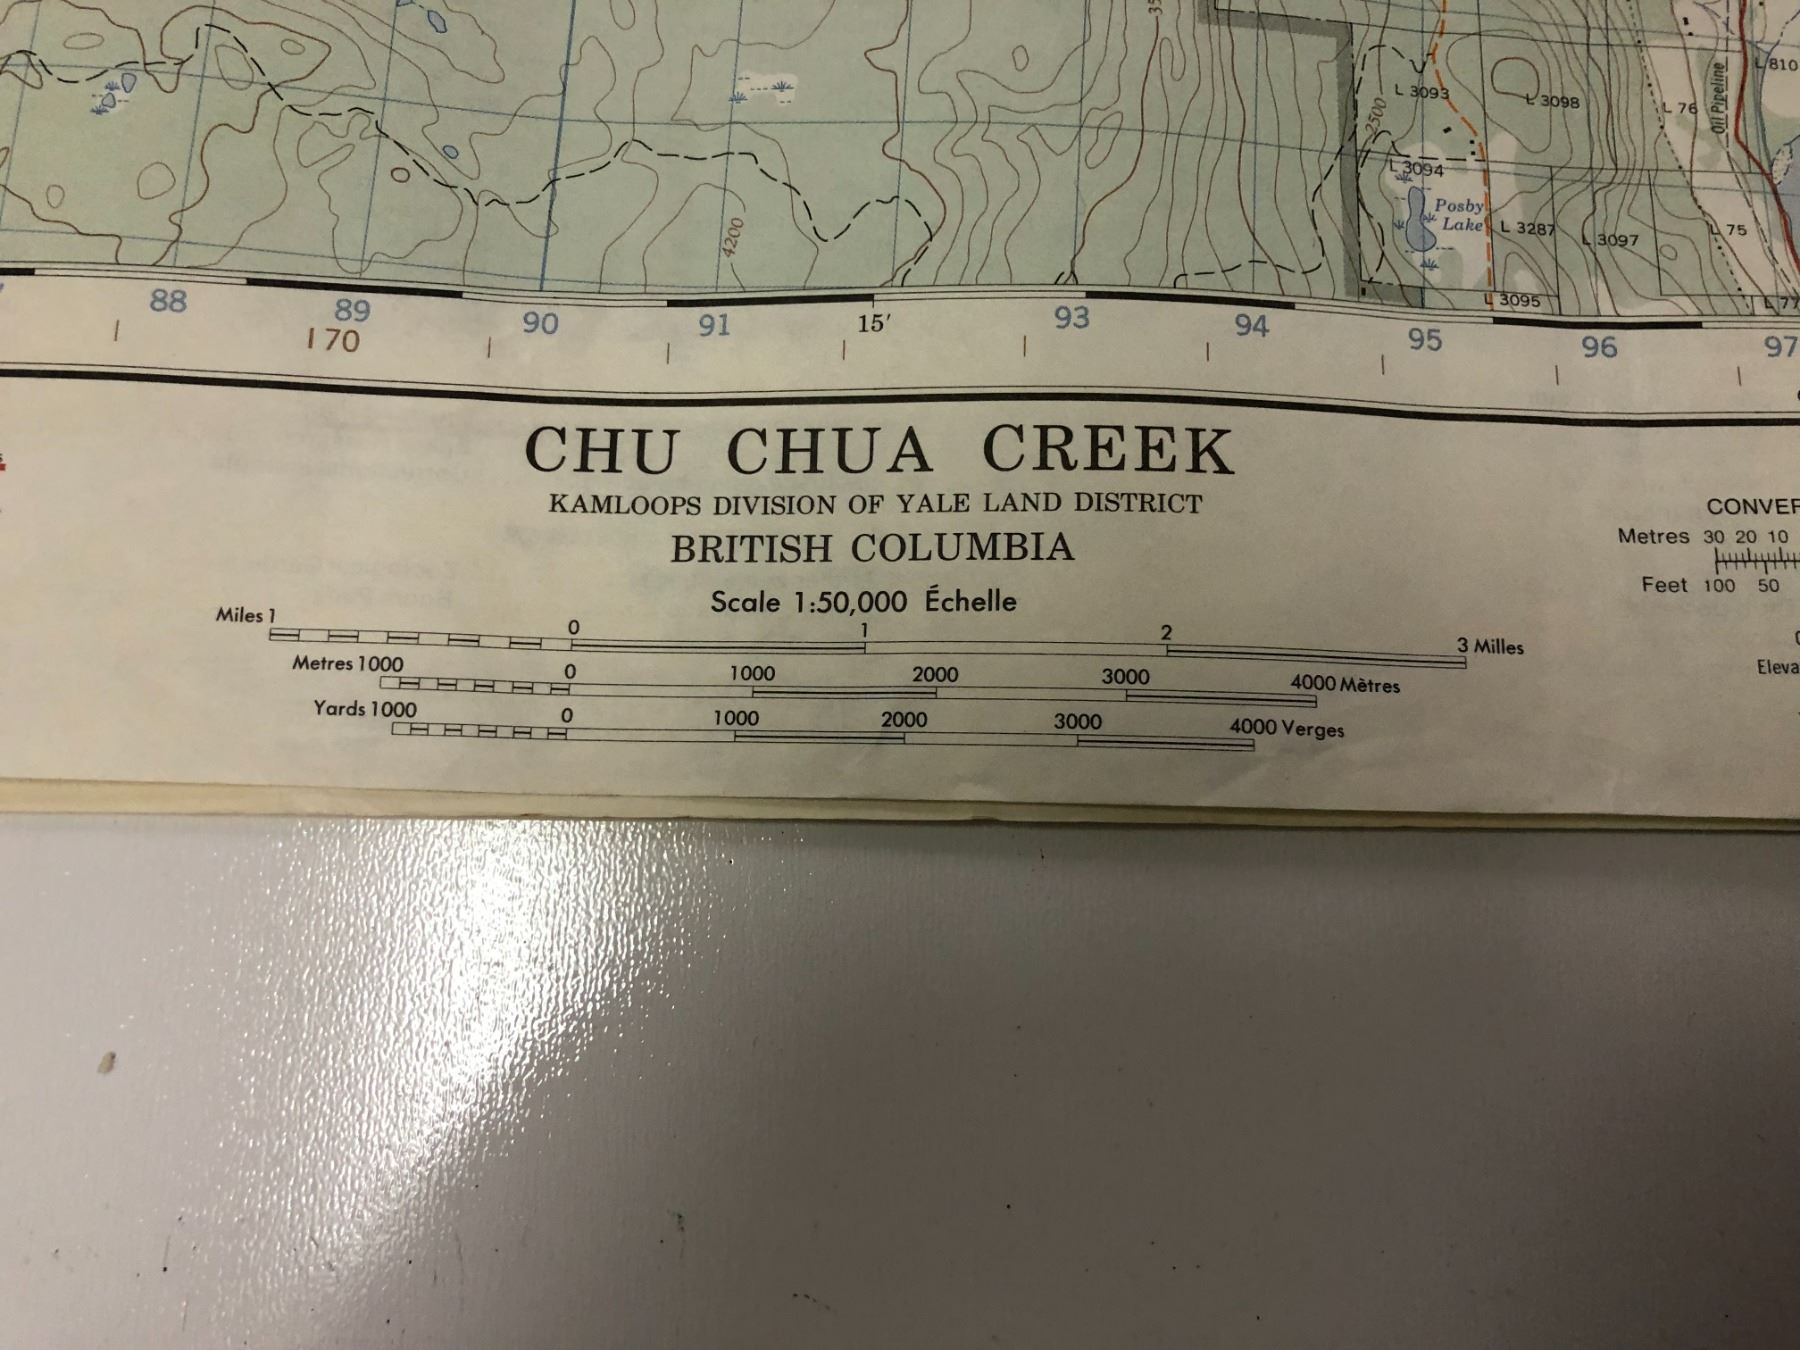 35
L 810
L 3093
L 3098
L 76
Oil Pipeline
2500
L 3094
Posby
Lake
L 3287
L 3097
L 75
4200
L 3095
L 77
88 89 90 91 15′ 93 94 95 96 97
170
CHU CHUA CREEK
KAMLOOPS DIVISION OF YALE LAND DISTRICT
BRITISH COLUMBIA
Scale 1:50,000 Échelle
Miles 1 0 1 2 3 Milles
Metres 1000 0 1000 2000 3000 4000 Mètres
Yards 1000 0 1000 2000 3000 4000 Verges
CONVER
Metres 30 20 10
Feet 100 50
Eleva